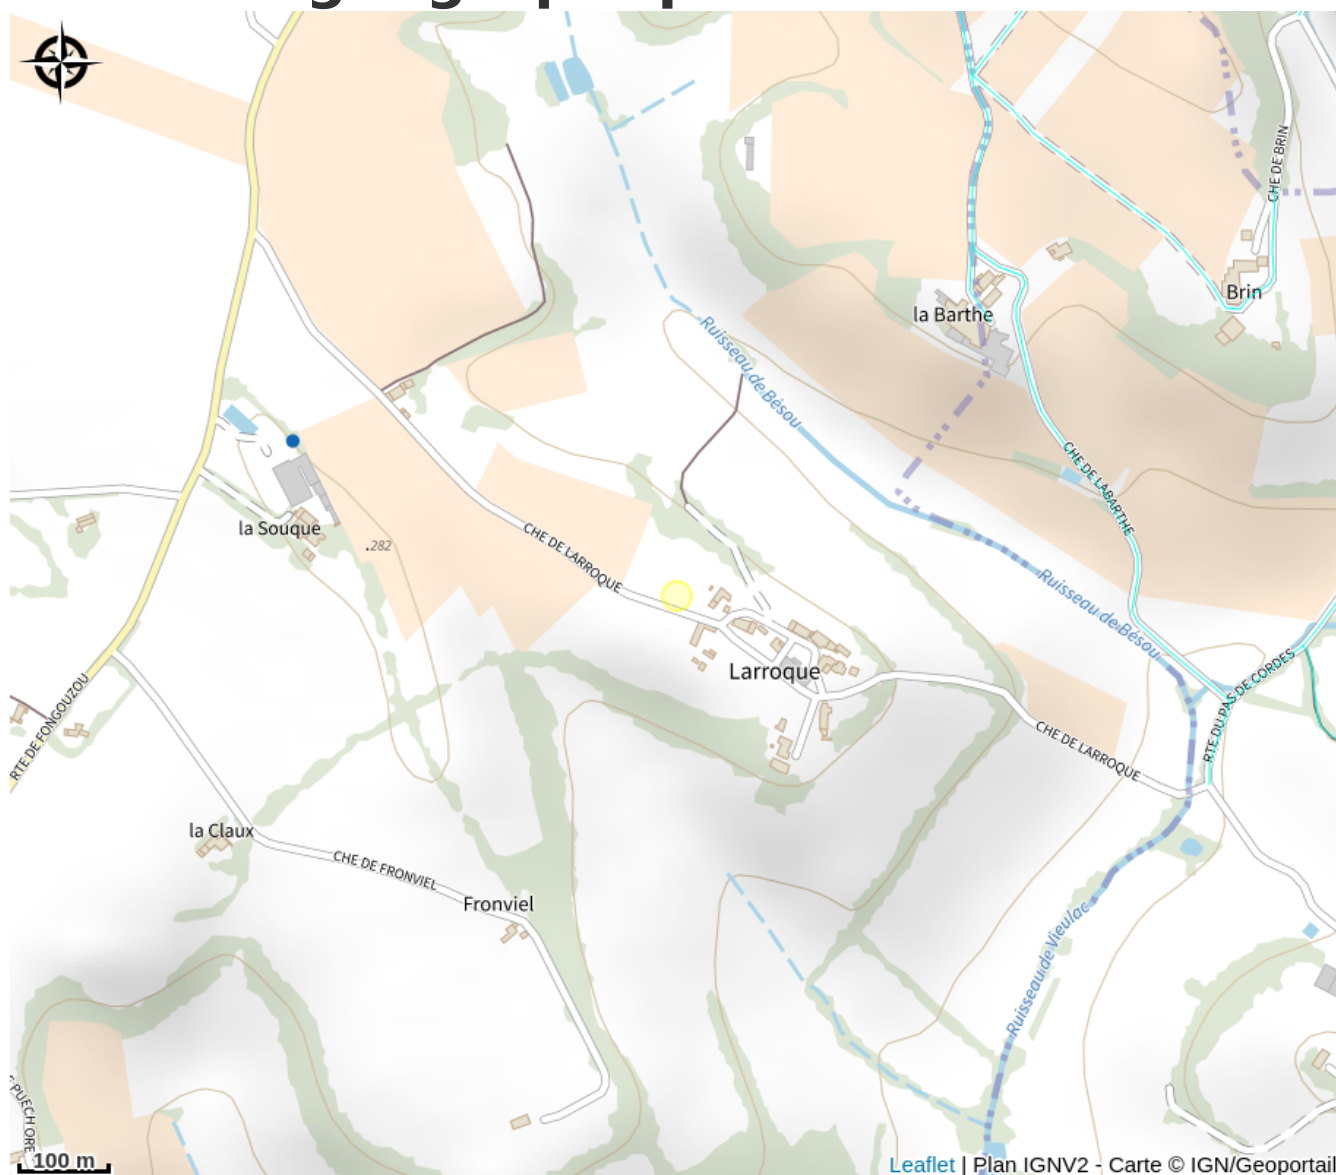 CHE DE BRIN
Brin
la Barthe
Ruisseau de Bésou
CHE DE LABARTHE
la Souque
.282
CHE DE LARROQUE
Ruisseau de Bésou
Larroque
RTE DU PAS DE CORDES
RTE DE FONGOUZOU
CHE DE LARROQUE
la Claux
CHE DE FRONVIEL
Fronviel
Ruisseau de Vieulac
PUECH ORE
100 m
Leaflet | Plan IGNV2 - Carte © IGN/Geoportail